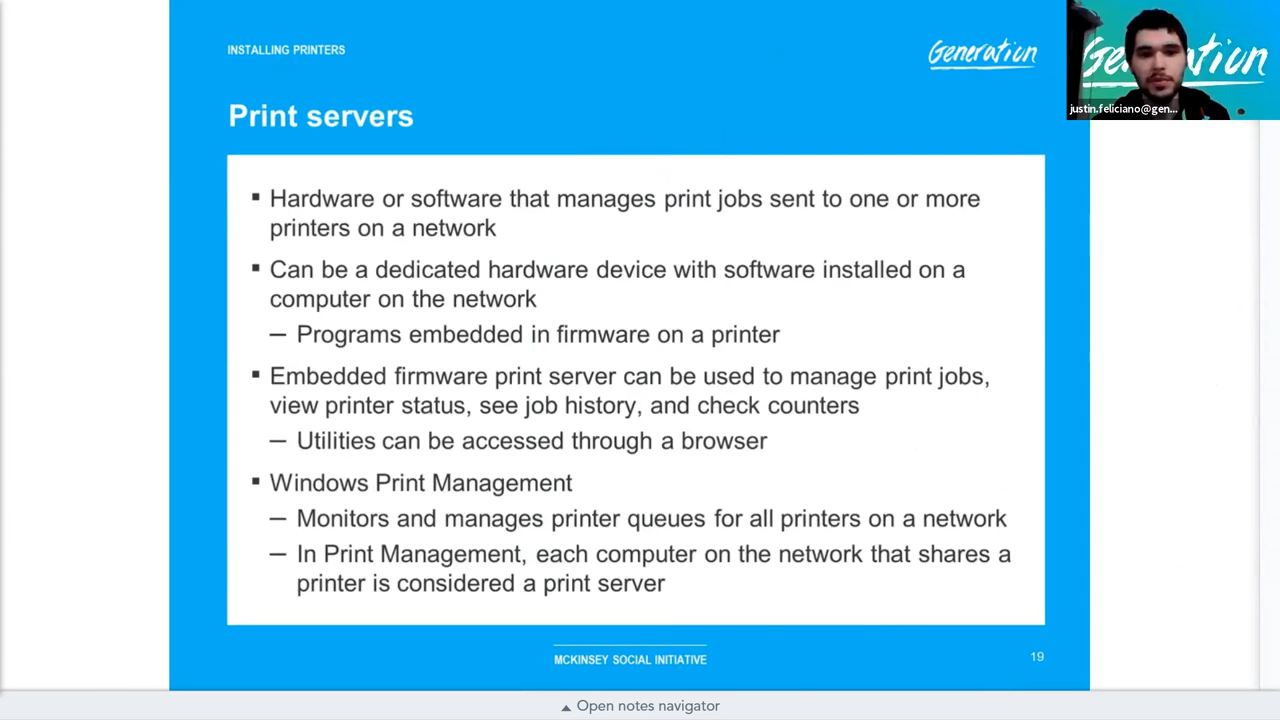 INSTALLING PRINTERS
Generation
Generation
justin.feliciano@gen...
Print servers
▪ Hardware or software that manages print jobs sent to one or more
printers on a network
▪ Can be a dedicated hardware device with software installed on a
computer on the network
– Programs embedded in firmware on a printer
▪ Embedded firmware print server can be used to manage print jobs,
view printer status, see job history, and check counters
– Utilities can be accessed through a browser
▪ Windows Print Management
– Monitors and manages printer queues for all printers on a network
– In Print Management, each computer on the network that shares a
printer is considered a print server
MCKINSEY SOCIAL INITIATIVE
19
Open notes navigator